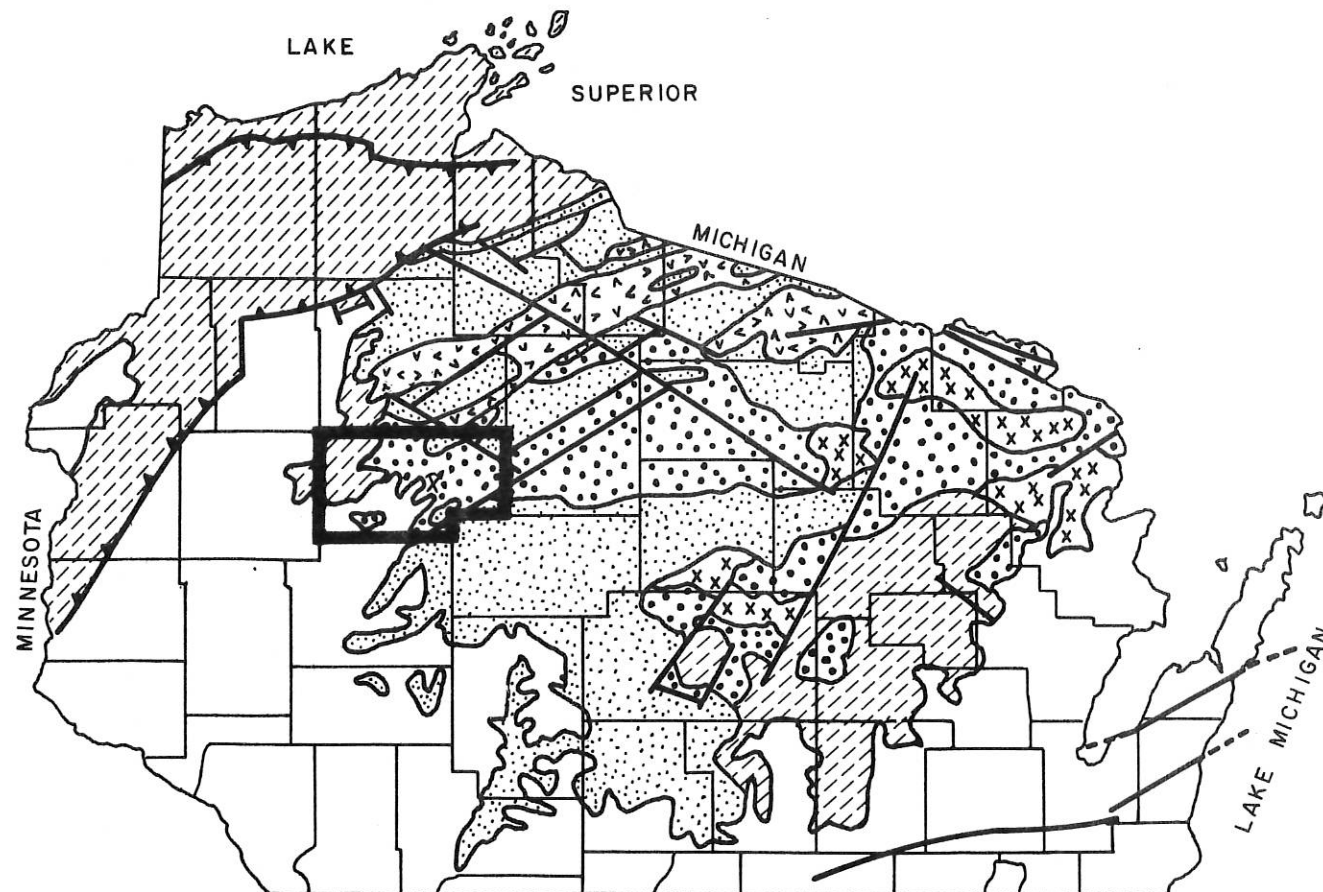 LAKE
SUPERIOR
MICHIGAN
MINNESOTA
LAKE MICHIGAN